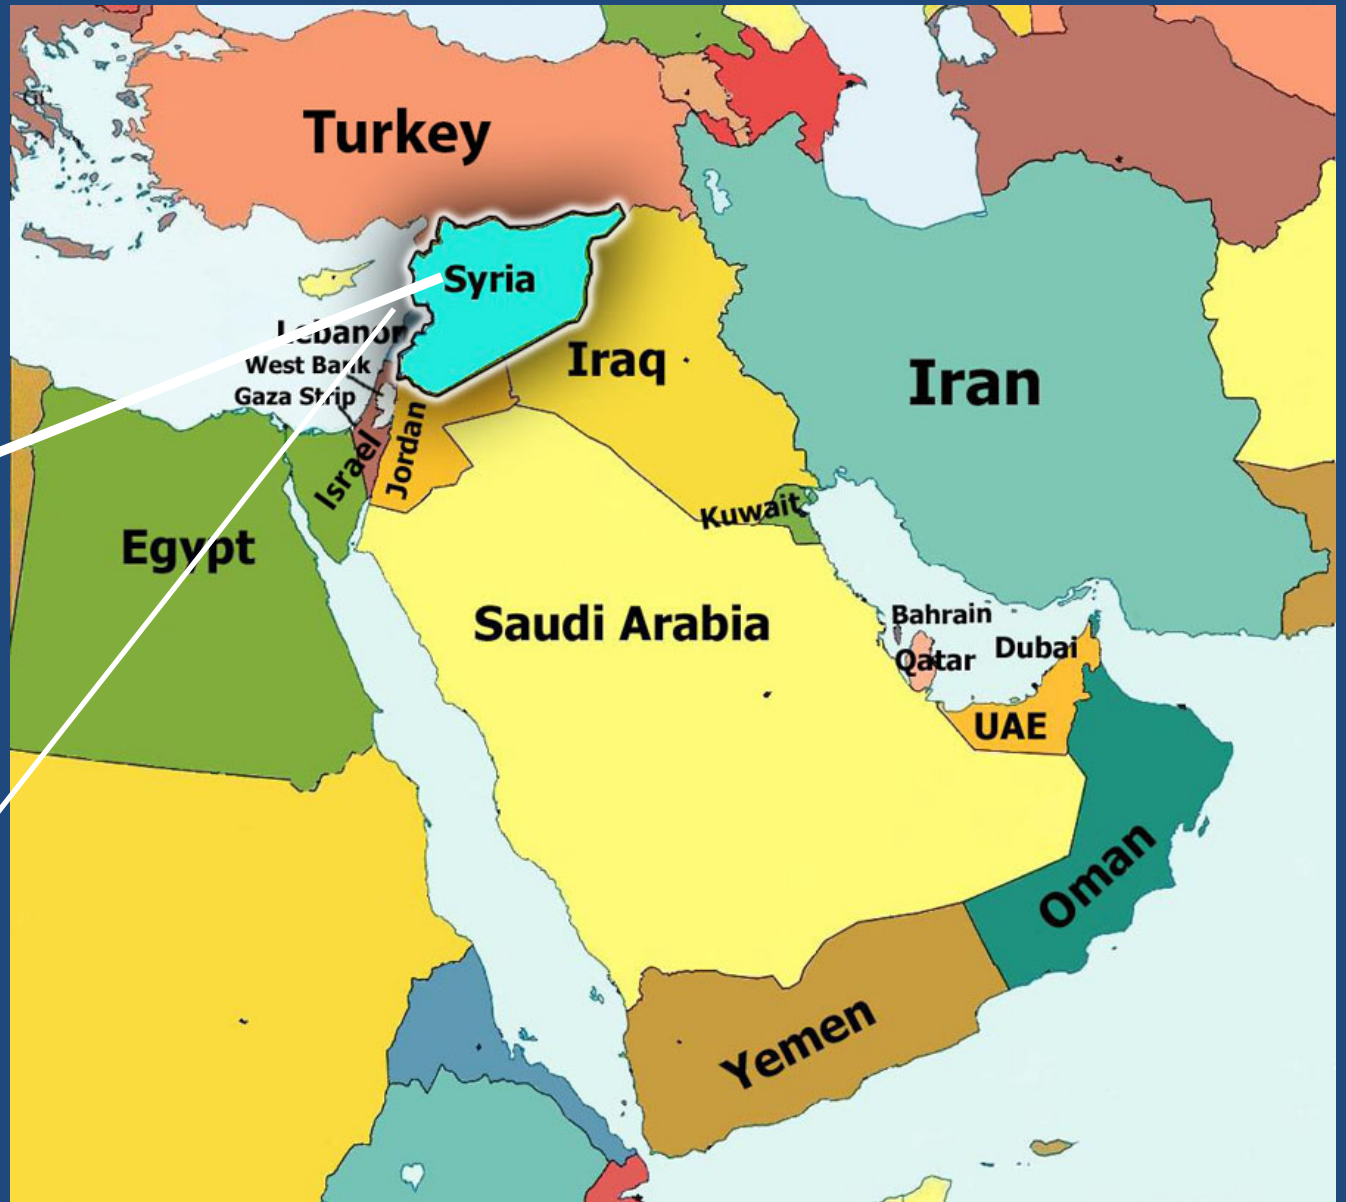 Turkey
Syria
Lebanon
West Bank
Gaza Strip
Iraq
Iran
Israel
Jordan
Kuwait
Egypt
Saudi Arabia
Bahrain
Qatar
Dubai
UAE
Oman
Yemen